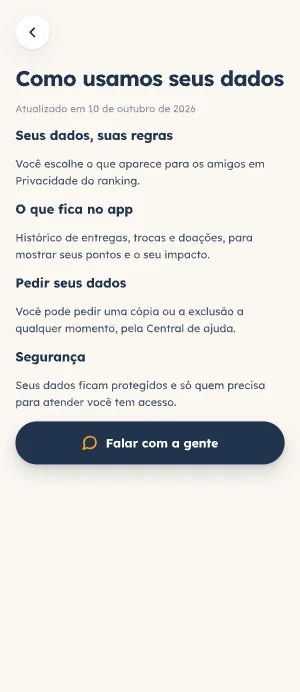 Como usamos seus dados
Atualizado em 10 de outubro de 2026
Seus dados, suas regras
Você escolhe o que aparece para os amigos em
Privacidade do ranking.
O que fica no app
Histórico de entregas, trocas e doações, para
mostrar seus pontos e o seu impacto.
Pedir seus dados
Você pode pedir uma cópia ou a exclusão a
qualquer momento, pela Central de ajuda.
Segurança
Seus dados ficam protegidos e só quem precisa
para atender você tem acesso.
Falar com a gente